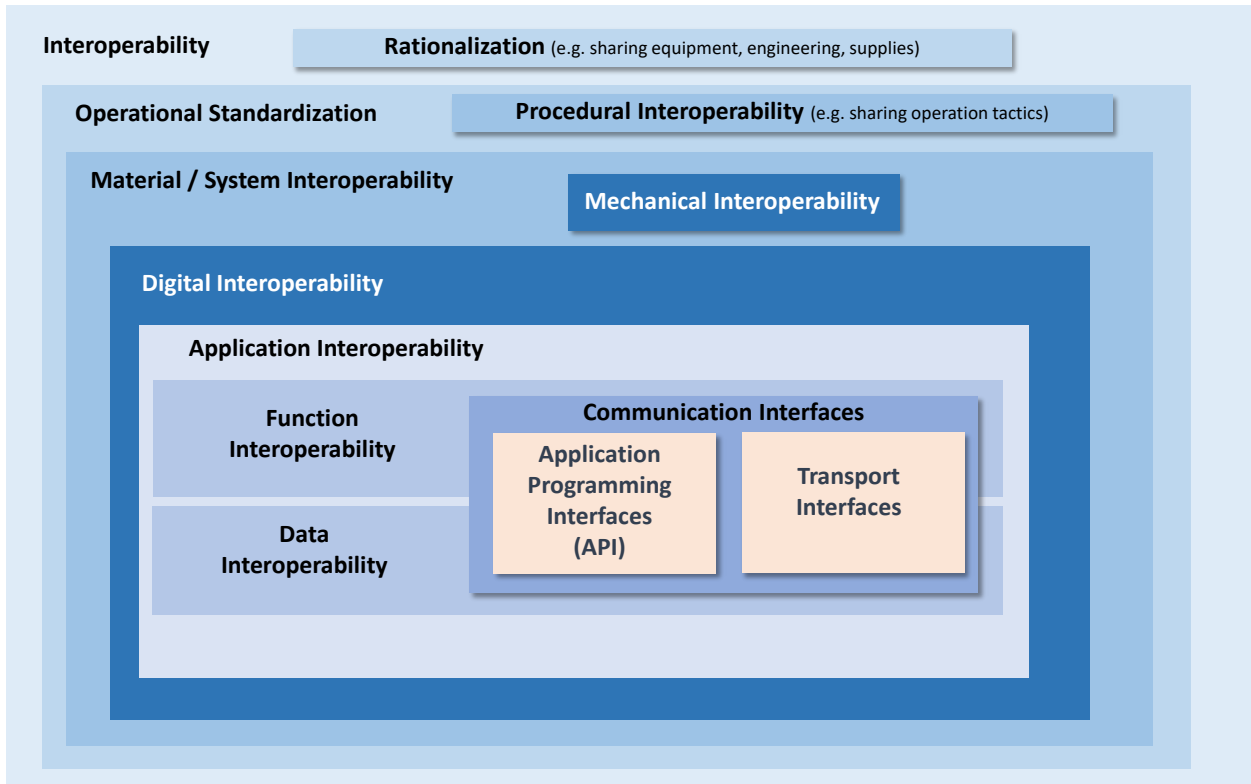 Interoperability
Rationalization (e.g. sharing equipment, engineering, supplies)
Operational Standardization
Procedural Interoperability (e.g. sharing operation tactics)
Material / System Interoperability
Mechanical Interoperability
Digital Interoperability
Application Interoperability
Function
Interoperability
Communication Interfaces
Application
Programming
Interfaces
(API)
Transport
Interfaces
Data
Interoperability